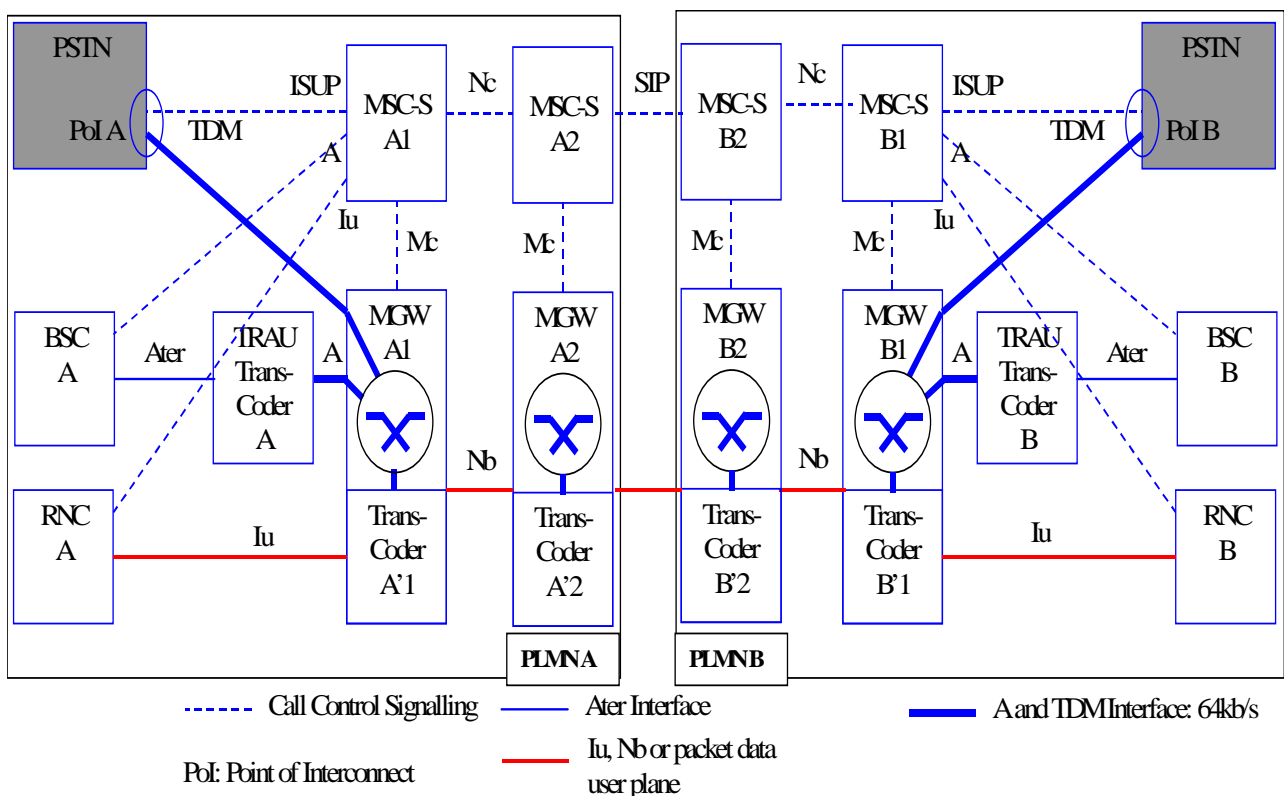 PSTN
PoI A
ISUP
TDM
MSC-S
A1
Nc
MSC-S
A2
SIP
MSC-S
B2
Nc
MSC-S
B1
ISUP
TDM
PSTN
PoI B
A
Iu
Mc
Mc
Mc
Mc
A
Iu
BSC
A
Ater
TRAU
Trans-
Coder
A
A
MGW
A1
MGW
A2
MGW
B2
MGW
B1
A
TRAU
Trans-
Coder
B
Ater
BSC
B
Nb
Nb
RNC
A
Iu
Trans-
Coder
A'1
Trans-
Coder
A'2
Trans-
Coder
B'2
Trans-
Coder
B'1
Iu
RNC
B
PLMN A
PLMN B
Call Control Signalling
Ater Interface
A and TDM Interface: 64kb/s
PoI: Point of Interconnect
Iu, Nb or packet data
user plane